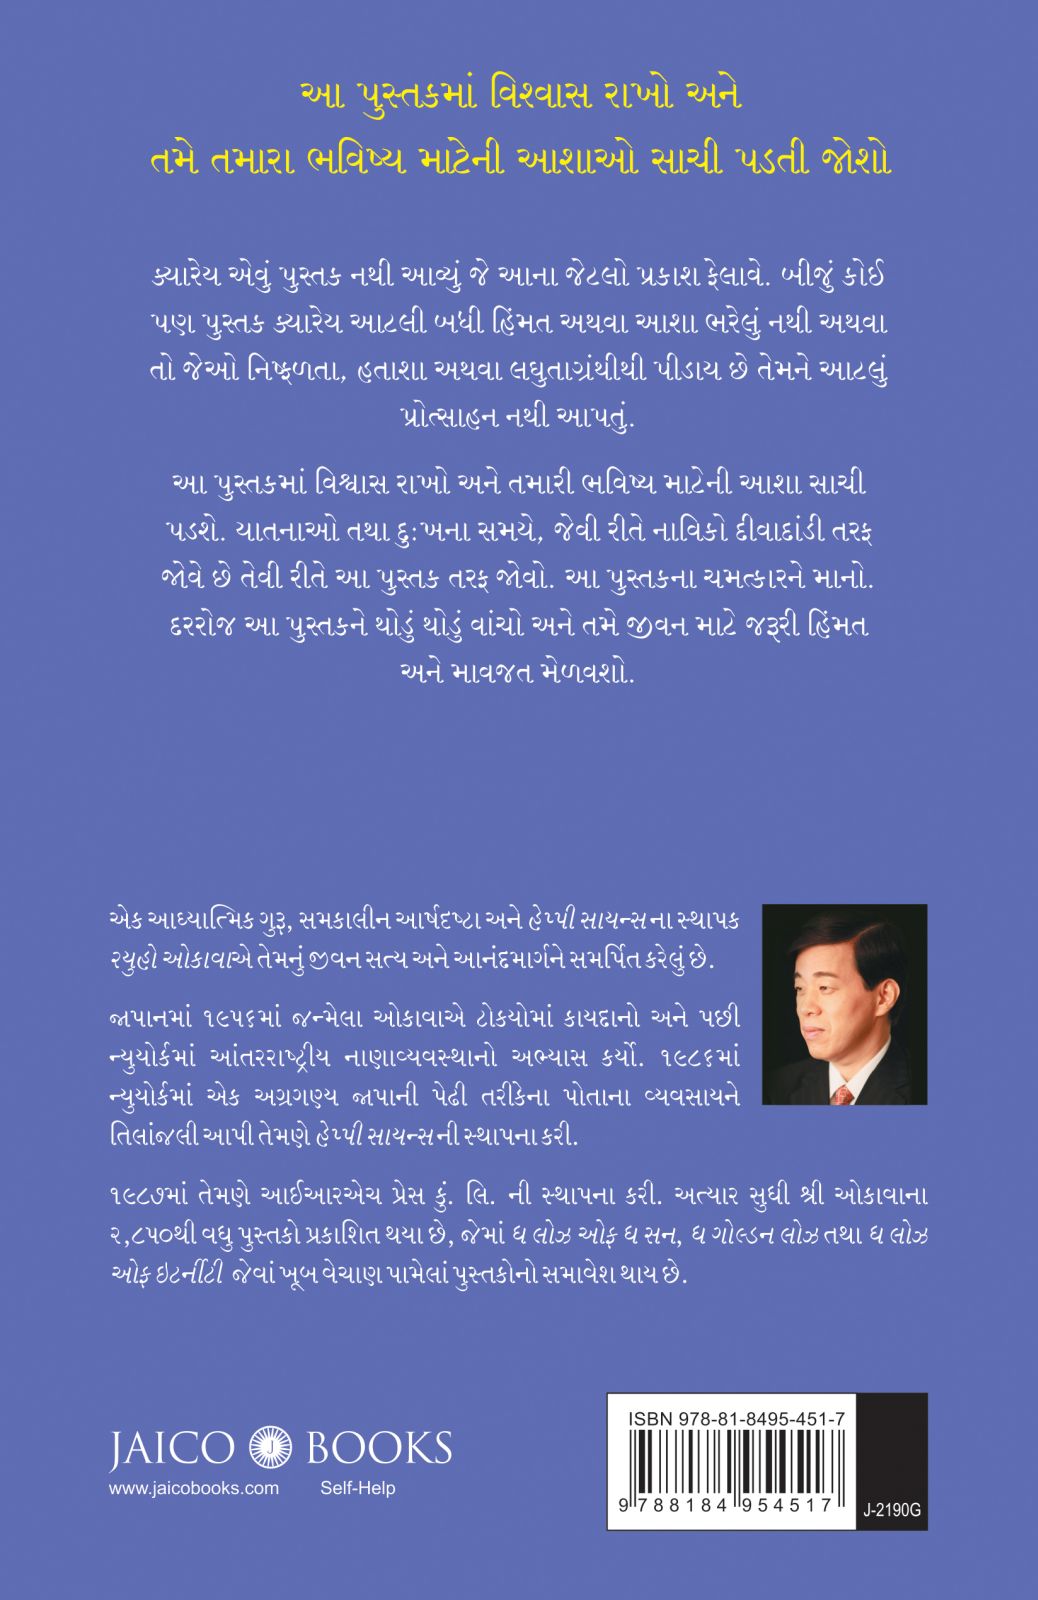 આ પુસ્તકમાં વિશ્વાસ રાખો અને
તમે તમારા ભવિષ્ય માટેની આશાઓ સાચી પડતી જોશો
ક્યારેય એવું પુસ્તક નથી આવ્યું જે આના જેટલો પ્રકાશ ફેલાવે. બીજું કોઈ
પણ પુસ્તક ક્યારેય આટલી બધી હિંમત અથવા આશા ભરેલું નથી અથવા
તો જેઓ નિષ્ફળતા, હતાશા અથવા લઘુતાગ્રંથીથી પીડાય છે તેમને આટલું
પ્રોત્સાહન નથી આપતું.
આ પુસ્તકમાં વિશ્વાસ રાખો અને તમારી ભવિષ્ય માટેની આશા સાચી
પડશે. યાતનાઓ તથા દુઃખના સમયે, જેવી રીતે નાવિકો દીવાદાંડી તરફ
જોવે છે તેવી રીતે આ પુસ્તક તરફ જોવો. આ પુસ્તકના ચમત્કારને માનો.
દરરોજ આ પુસ્તકને થોડું થોડું વાંચો અને તમે જીવન માટે જરૂરી હિંમત
અને માવજત મેળવશો.
એક આધ્યાત્મિક ગુરૂ, સમકાલીન આર્ષદષ્ટા અને હેપ્પી સાયન્સ ના સ્થાપક
રયુહો ઓકાવાએ તેમનું જીવન સત્ય અને આનંદમાર્ગને સમર્પિત કરેલું છે.
જાપાનમાં ૧૯૫૬માં જન્મેલા ઓકાવાએ ટોકયોમાં કાયદાનો અને પછી
ન્યુયોર્કમાં આંતરરાષ્ટ્રીય નાણાવ્યવસ્થાનો અભ્યાસ કર્યો. ૧૯૮૬માં
ન્યુયોર્કમાં એક અગ્રગણ્ય જાપાની પેઢી તરીકેના પોતાના વ્યવસાયને
તિલાંજલી આપી તેમણે હેપ્પી સાયન્સ ની સ્થાપના કરી.
૧૯૮૭માં તેમણે આઈઆરએચ પ્રેસ કું. લિ. ની સ્થાપના કરી. અત્યાર સુધી શ્રી ઓકાવાના
૨,૮૫૦થી વધુ પુસ્તકો પ્રકાશિત થયા છે, જેમાં ધ લોઝ ઓફ ધ સન, ધ ગોલ્ડન લોઝ તથા ધ લોઝ
ઓફ ઇટર્નીટી જેવાં ખૂબ વેચાણ પામેલાં પુસ્તકોનો સમાવેશ થાય છે.
JAICO J BOOKS
www.jaicobooks.com Self-Help
ISBN 978-81-8495-451-7
9 788184 954517
J-2190G